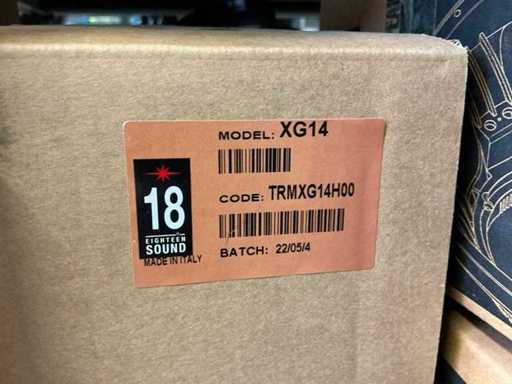 MODEL: XG14
CODE: TRMXG14H00
BATCH: 22/05/4
18
EIGHTEEN
SOUND
MADE IN ITALY